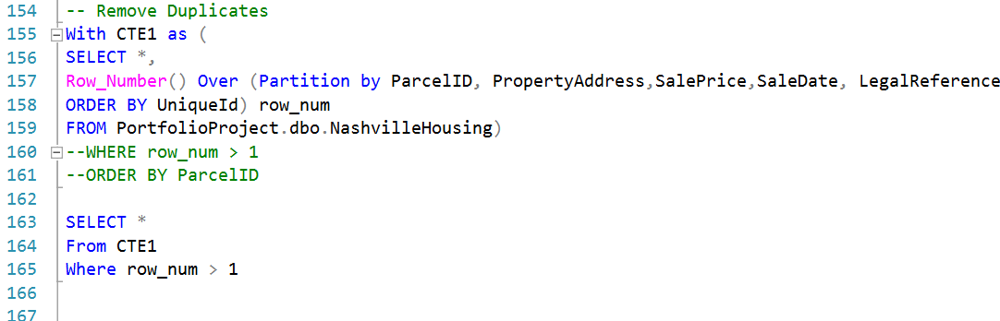 154 -- Remove Duplicates
155 With CTE1 as (
156 SELECT *,
157 Row_Number() Over (Partition by ParcelID, PropertyAddress,SalePrice,SaleDate, LegalReference
158 ORDER BY UniqueId) row_num
159 FROM PortfolioProject.dbo.NashvilleHousing)
160 --WHERE row_num > 1
161 --ORDER BY ParcelID
162
163 SELECT *
164 From CTE1
165 Where row_num > 1
166
167